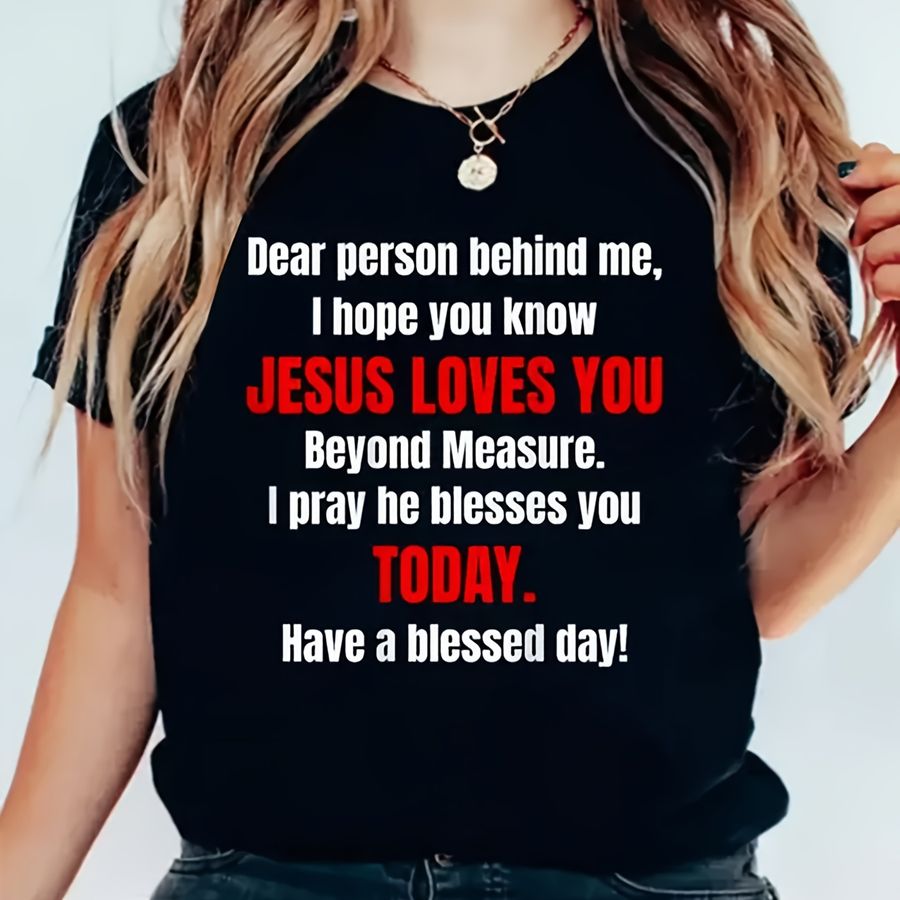 Dear person behind me,
I hope you know
JESUS LOVES YOU
Beyond Measure.
I pray he blesses you
TODAY.
Have a blessed day!